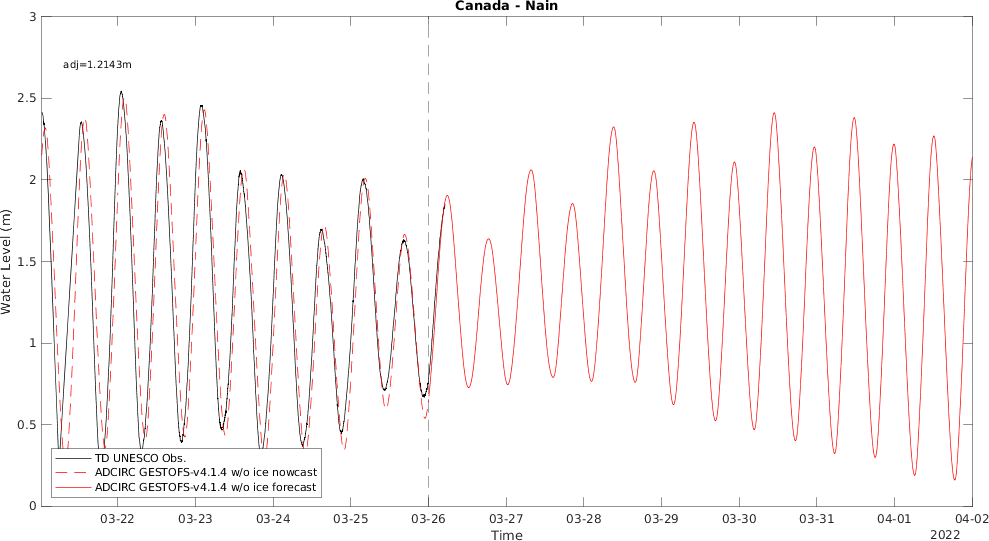 Canada - Nain
3
adj=1.2143m
2.5
2
1.5
1
0.5
0
Water Level (m)
TD UNESCO Obs.
ADCIRC GESTOFS-v4.1.4 w/o ice nowcast
ADCIRC GESTOFS-v4.1.4 w/o ice forecast
03-22 03-23 03-24 03-25 03-26 03-27 03-28 03-29 03-30 03-31 04-01 04-02
Time
2022